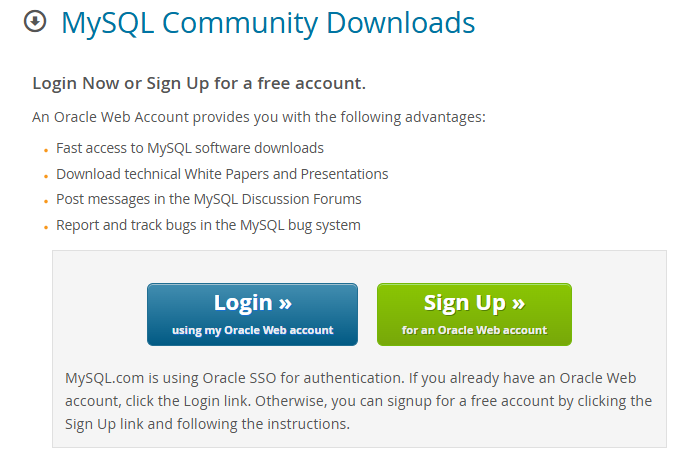 MySQL Community Downloads
Login Now or Sign Up for a free account.
An Oracle Web Account provides you with the following advantages:
• Fast access to MySQL software downloads
• Download technical White Papers and Presentations
• Post messages in the MySQL Discussion Forums
• Report and track bugs in the MySQL bug system
Login »
using my Oracle Web account
Sign Up »
for an Oracle Web account
MySQL.com is using Oracle SSO for authentication. If you already have an Oracle Web
account, click the Login link. Otherwise, you can signup for a free account by clicking the
Sign Up link and following the instructions.